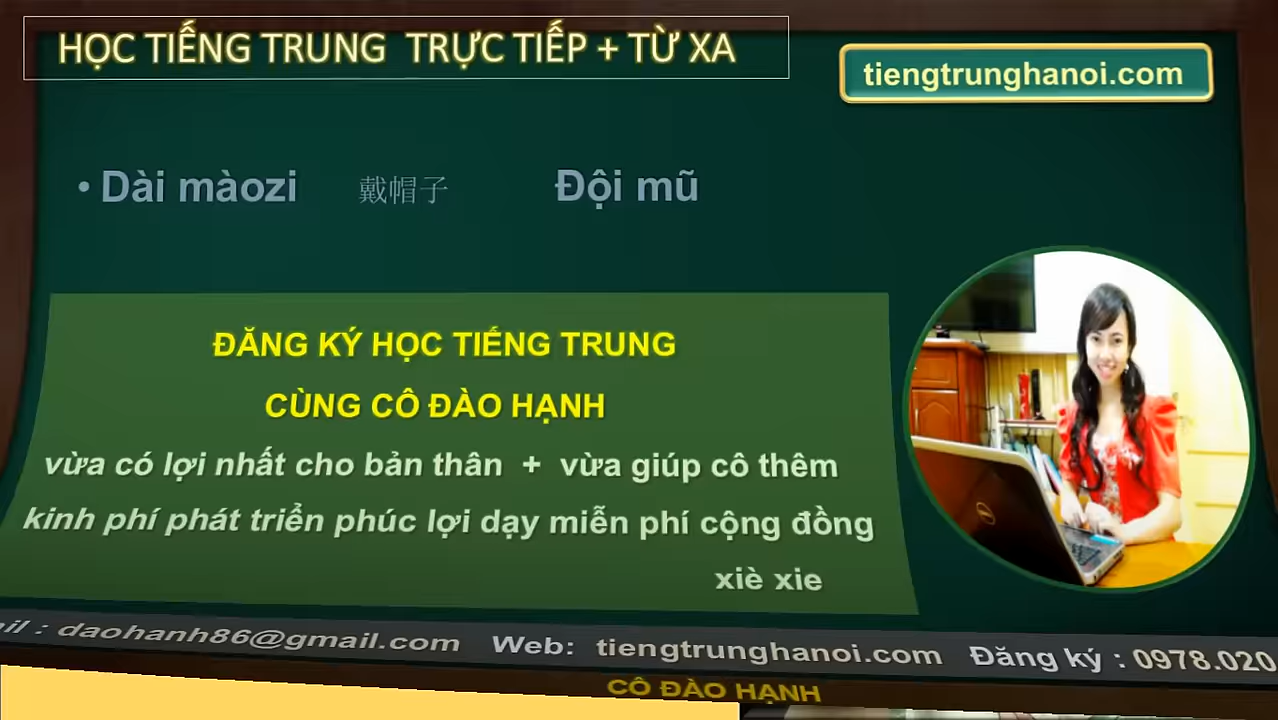 HỌC TIẾNG TRUNG TRỰC TIẾP + TỪ XA
tiengtrunghanoi.com
• Dài màozi 戴帽子 Đội mũ
ĐĂNG KÝ HỌC TIẾNG TRUNG
CÙNG CÔ ĐÀO HẠNH
vừa có lợi nhất cho bản thân + vừa giúp cô thêm
kinh phí phát triển phúc lợi dạy miễn phí cộng đồng
xiè xie
il : daohanh86@gmail.com Web: tiengtrunghanoi.com Đăng ký : 0978.020
CÔ ĐÀO HẠNH